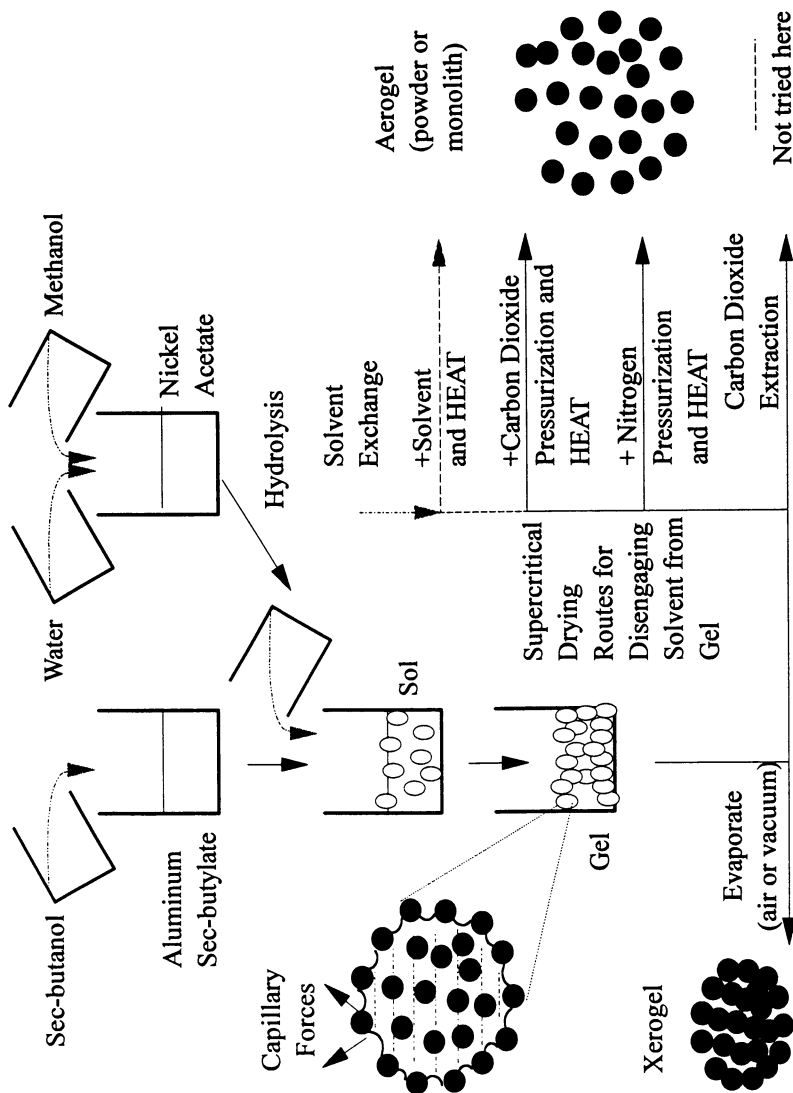 Sec-butanol
Water
Methanol
Aluminum
Sec-butylate
Nickel
Acetate
Hydrolysis
Sol
Capillary
Forces
Gel
Solvent
Exchange
+Solvent
and HEAT
+Carbon Dioxide
Pressurization and
HEAT
+ Nitrogen
Pressurization
and HEAT
Carbon Dioxide
Extraction
Supercritical
Drying
Routes for
Disengaging
Solvent from
Gel
Aerogel
(powder or
monolith)
Evaporate
(air or vacuum)
Xerogel
Not tried here